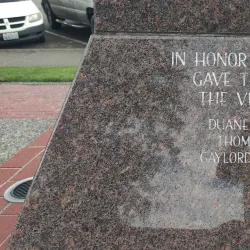 IN HONOR
GAVE T
THE V
DUANE
THOM
GAYLORD